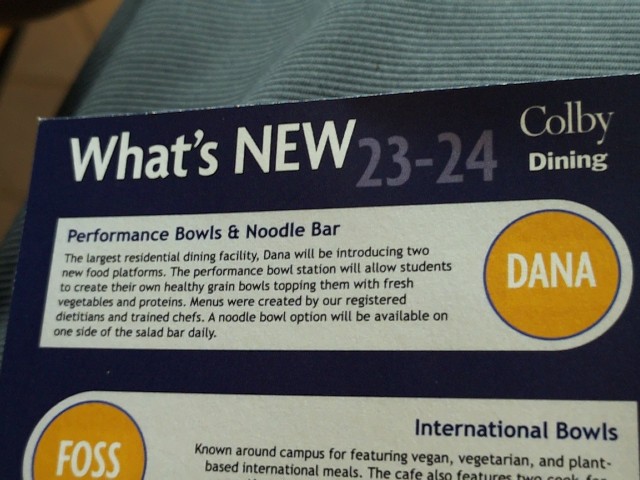 What's NEW 23-24
Colby
Dining
Performance Bowls & Noodle Bar
The largest residential dining facility, Dana will be introducing two
new food platforms. The performance bowl station will allow students
to create their own healthy grain bowls topping them with fresh
vegetables and proteins. Menus were created by our registered
dietitians and trained chefs. A noodle bowl option will be available on
one side of the salad bar daily.
DANA
FOSS
International Bowls
Known around campus for featuring vegan, vegetarian, and plant-
based international meals. The cafe also features two cook-